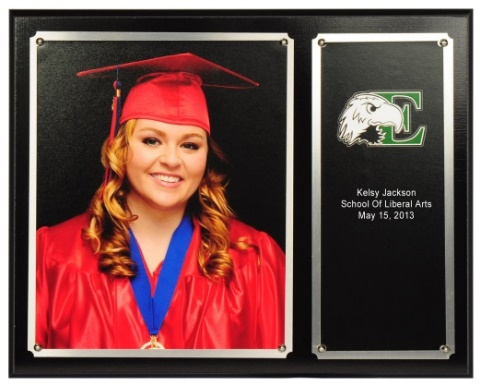 E
Kelsy Jackson
School Of Liberal Arts
May 15, 2013